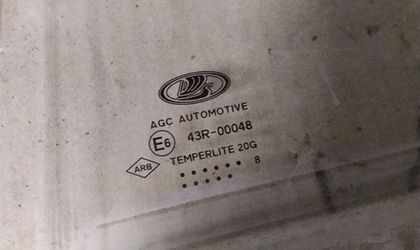 AGC AUTOMOTIVE
E6 43R-00048
ARB TEMPERLITE 20G
8